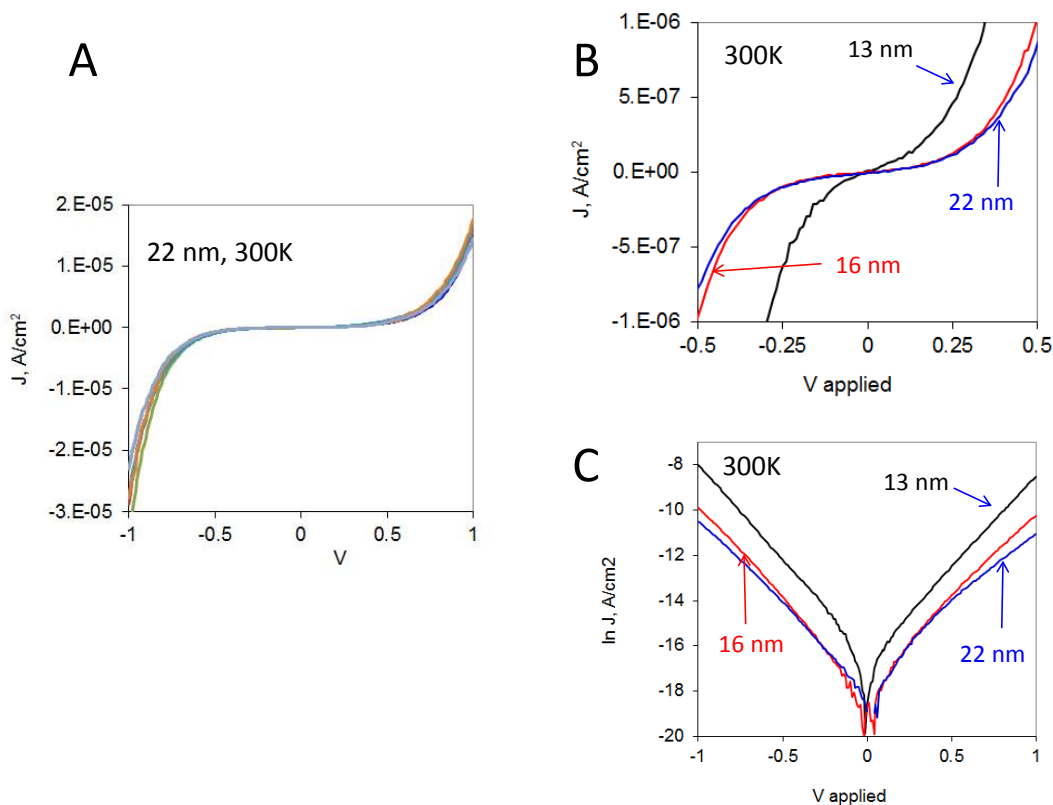 A
22 nm, 300K
J, A/cm²
2.E-05
1.E-05
0.E+00
-1.E-05
-2.E-05
-3.E-05
-1
-0.5
0
0.5
1
V
B
300K
13 nm
22 nm
16 nm
J, A/cm²
1.E-06
5.E-07
0.E+00
-5.E-07
-1.E-06
-0.5
-0.25
0
0.25
0.5
V applied
C
300K
13 nm
16 nm
22 nm
ln J, A/cm2
-8
-10
-12
-14
-16
-18
-20
-1
-0.5
0
0.5
1
V applied